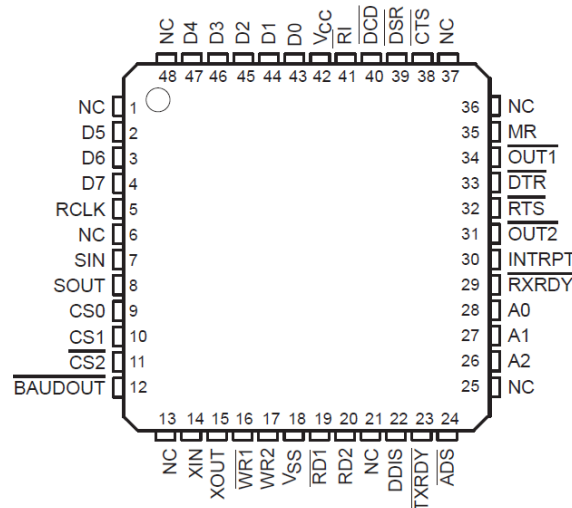 NC D4 D3 D2 D1 D0 VCC RI DCD DSR CTS NC
48 47 46 45 44 43 42 41 40 39 38 37
NC 1 36 NC
D5 2 35 MR
D6 3 34 OUT1
D7 4 33 DTR
RCLK 5 32 RTS
NC 6 31 OUT2
SIN 7 30 INTRPT
SOUT 8 29 RXRDY
CS0 9 28 A0
CS1 10 27 A1
CS2 11 26 A2
BAUDOUT 12 25 NC
13 14 15 16 17 18 19 20 21 22 23 24
NC XIN XOUT WR1 WR2 VSS RD1 RD2 NC DDIS TXRDY ADS